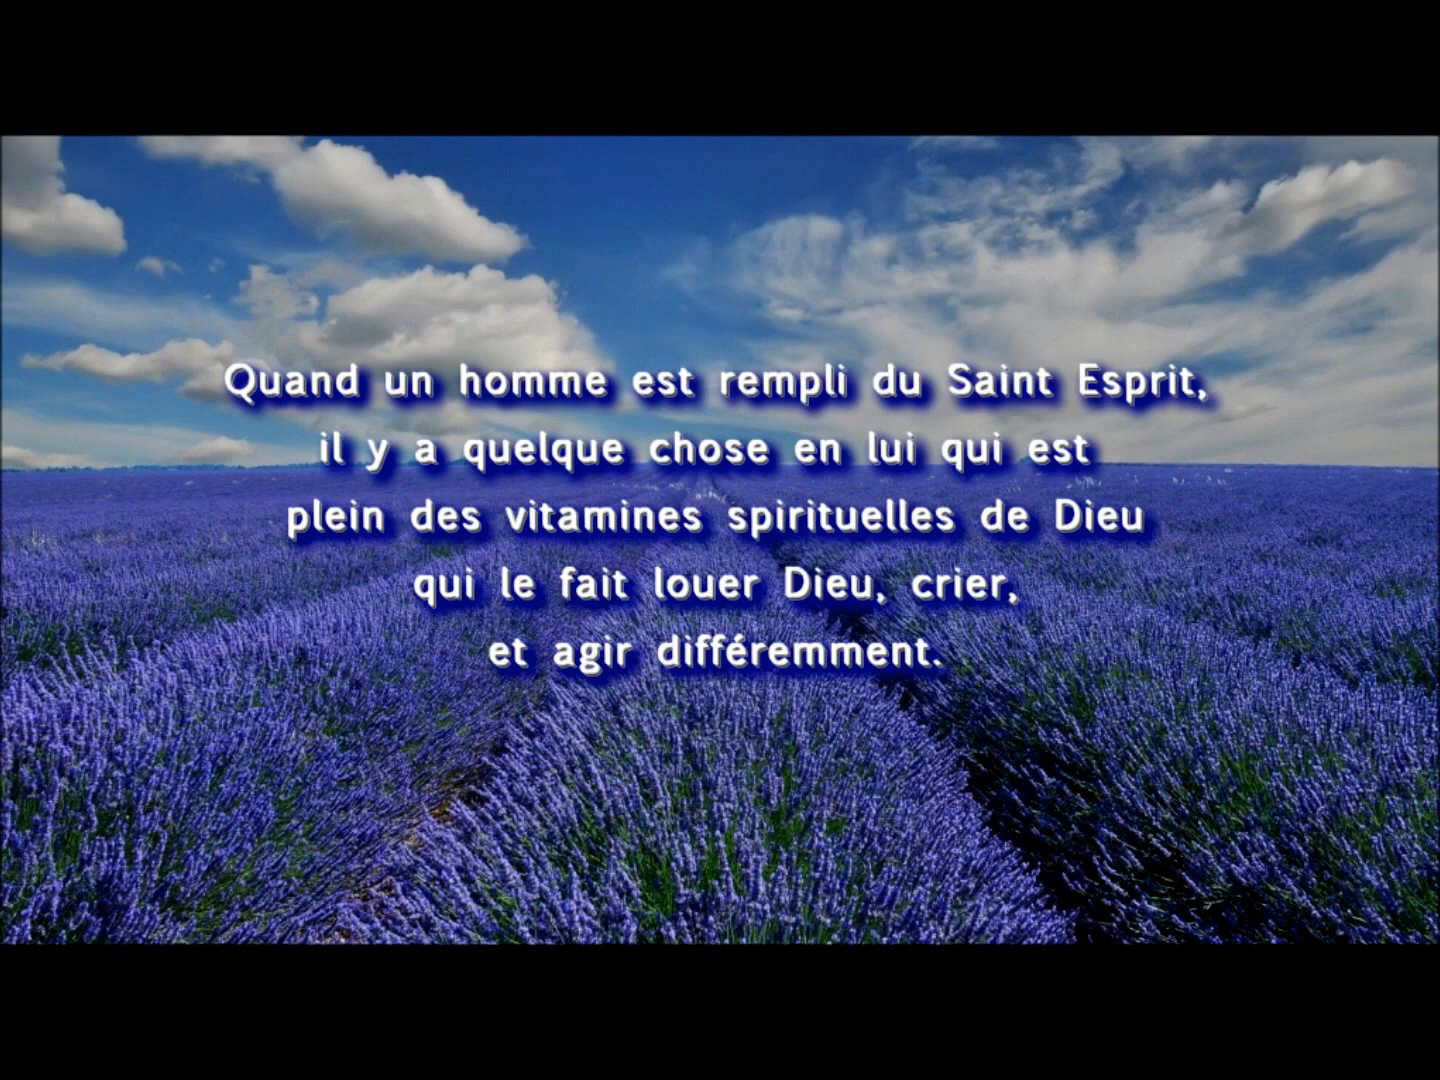 Quand un homme est rempli du Saint Esprit,
il y a quelque chose en lui qui est
plein des vitamines spirituelles de Dieu
qui le fait louer Dieu, crier,
et agir différemment.